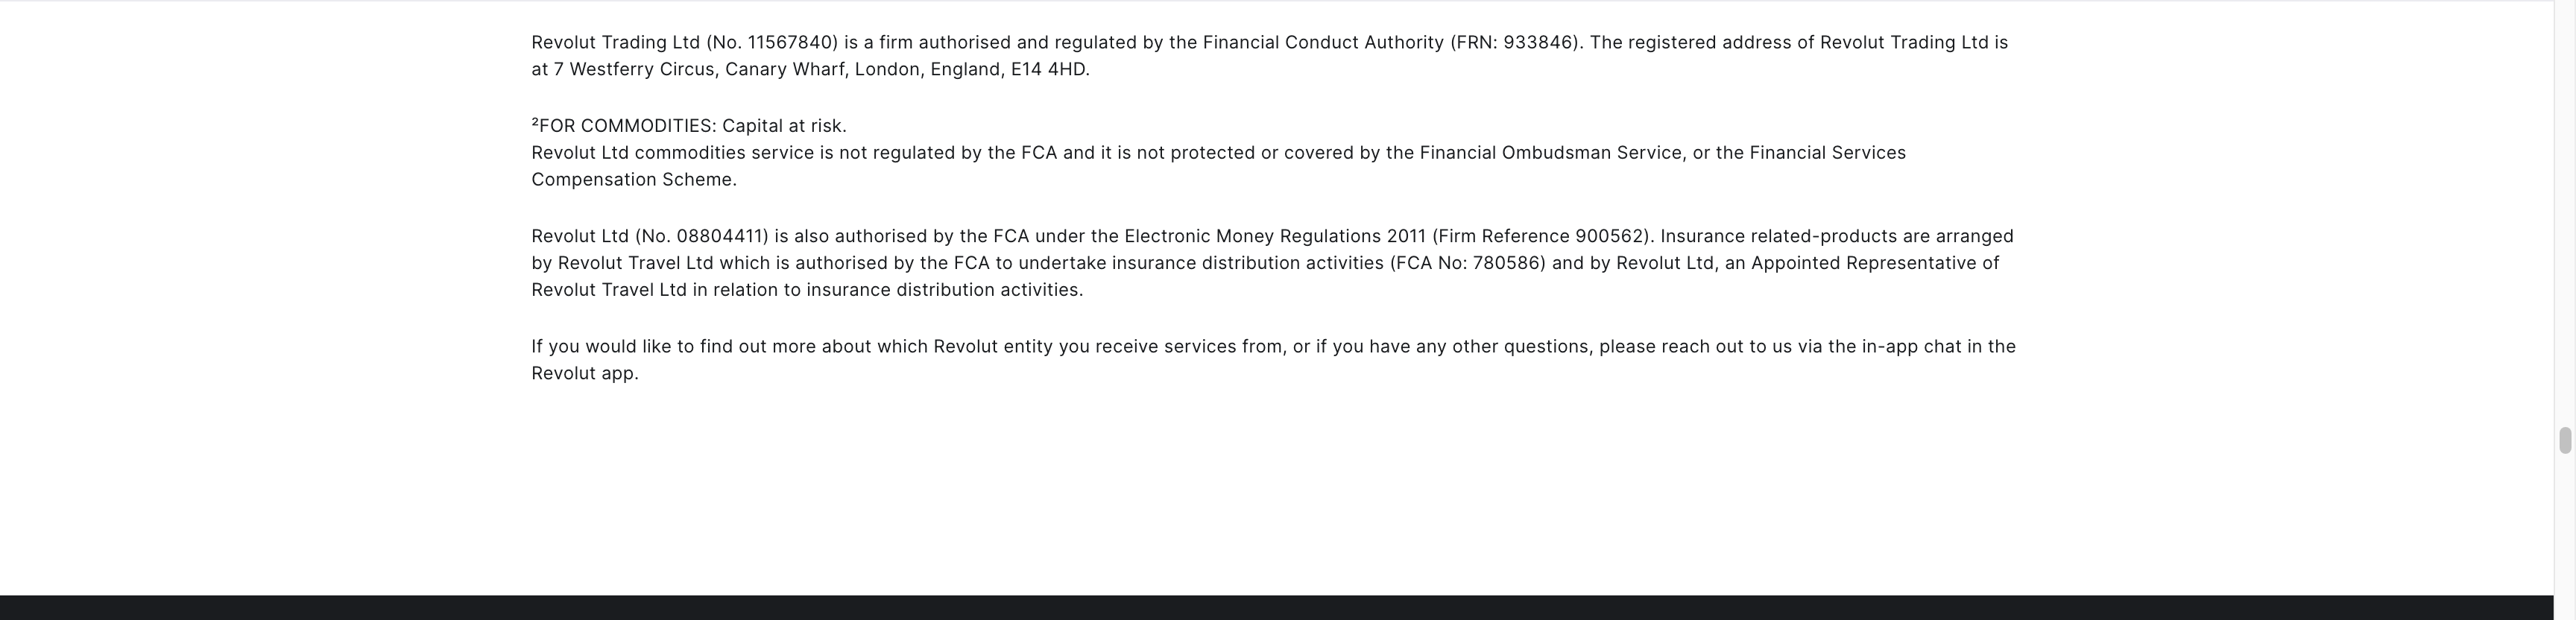 Revolut Trading Ltd (No. 11567840) is a firm authorised and regulated by the Financial Conduct Authority (FRN: 933846). The registered address of Revolut Trading Ltd is
at 7 Westferry Circus, Canary Wharf, London, England, E14 4HD.
²FOR COMMODITIES: Capital at risk.
Revolut Ltd commodities service is not regulated by the FCA and it is not protected or covered by the Financial Ombudsman Service, or the Financial Services
Compensation Scheme.
Revolut Ltd (No. 08804411) is also authorised by the FCA under the Electronic Money Regulations 2011 (Firm Reference 900562). Insurance related-products are arranged
by Revolut Travel Ltd which is authorised by the FCA to undertake insurance distribution activities (FCA No: 780586) and by Revolut Ltd, an Appointed Representative of
Revolut Travel Ltd in relation to insurance distribution activities.
If you would like to find out more about which Revolut entity you receive services from, or if you have any other questions, please reach out to us via the in-app chat in the
Revolut app.